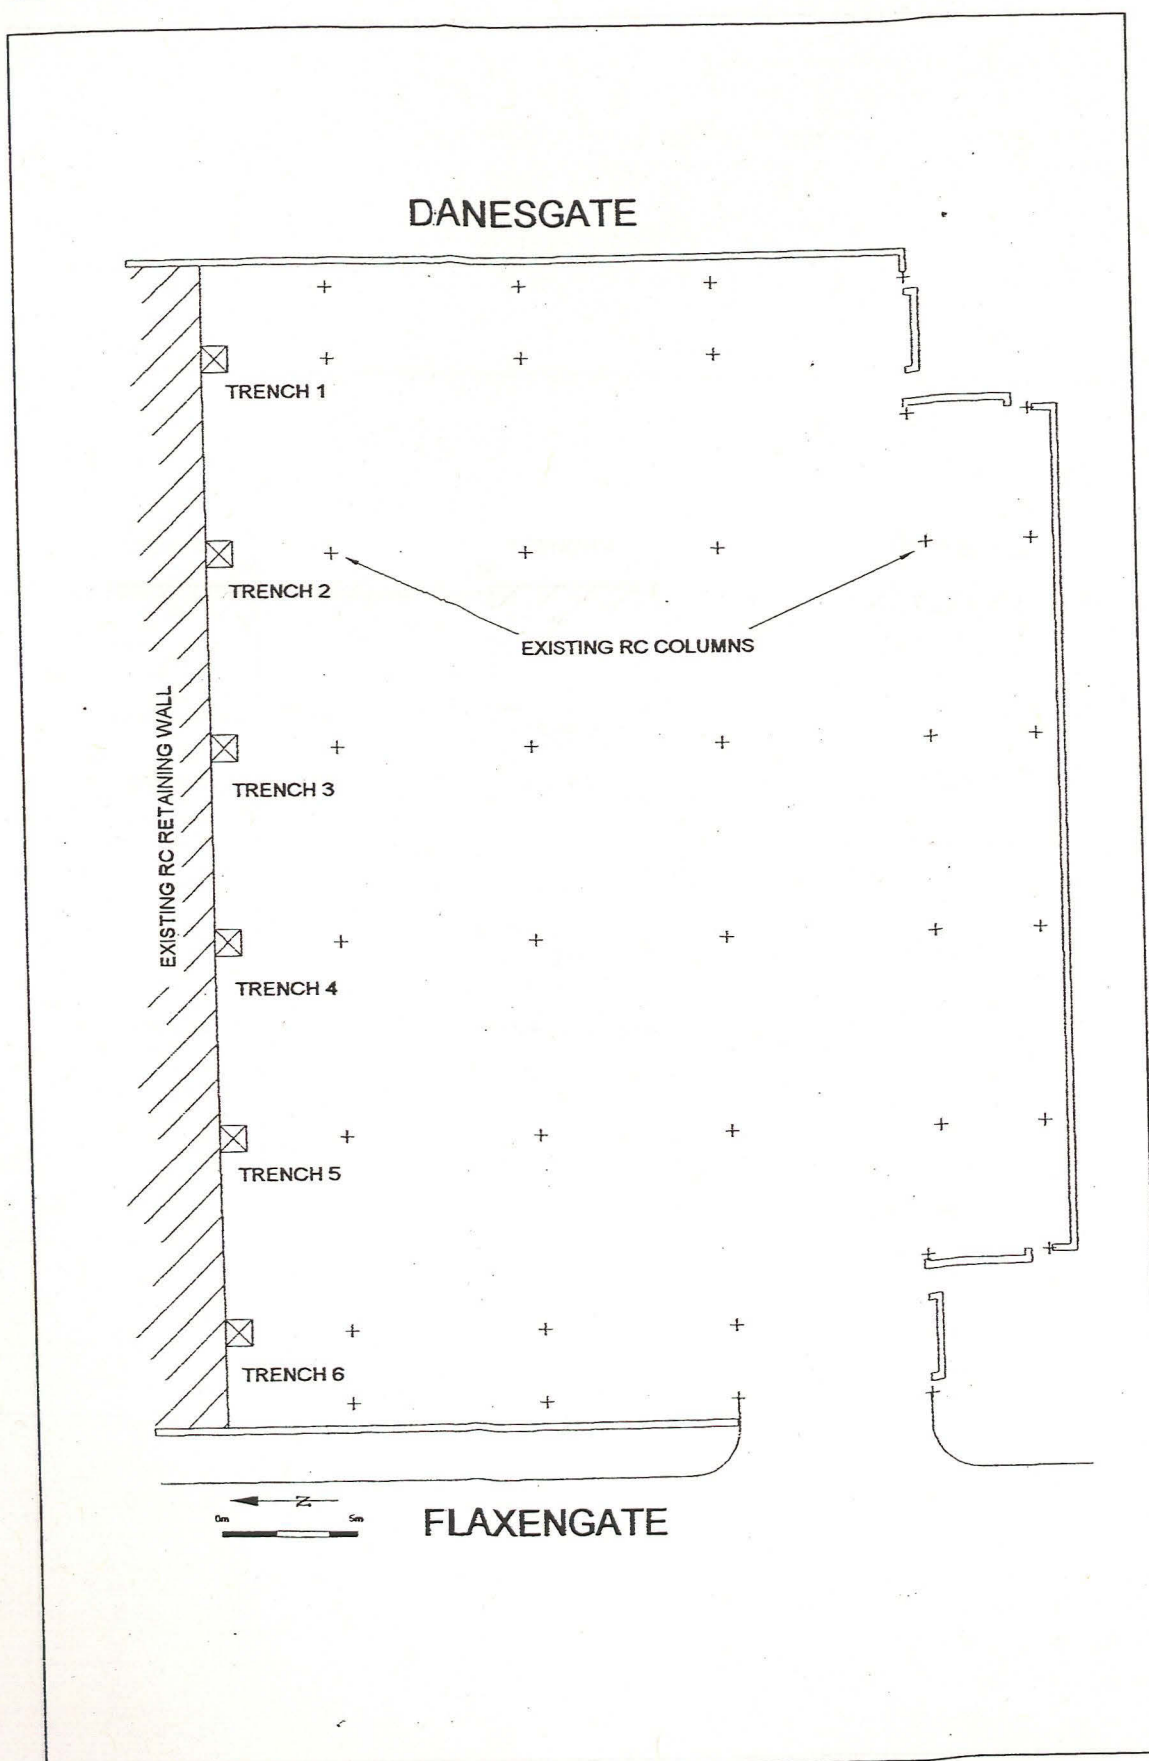 DANESGATE
TRENCH 1
TRENCH 2
EXISTING RC COLUMNS
EXISTING RC RETAINING WALL
TRENCH 3
TRENCH 4
TRENCH 5
TRENCH 6
N
0m 5m
FLAXENGATE